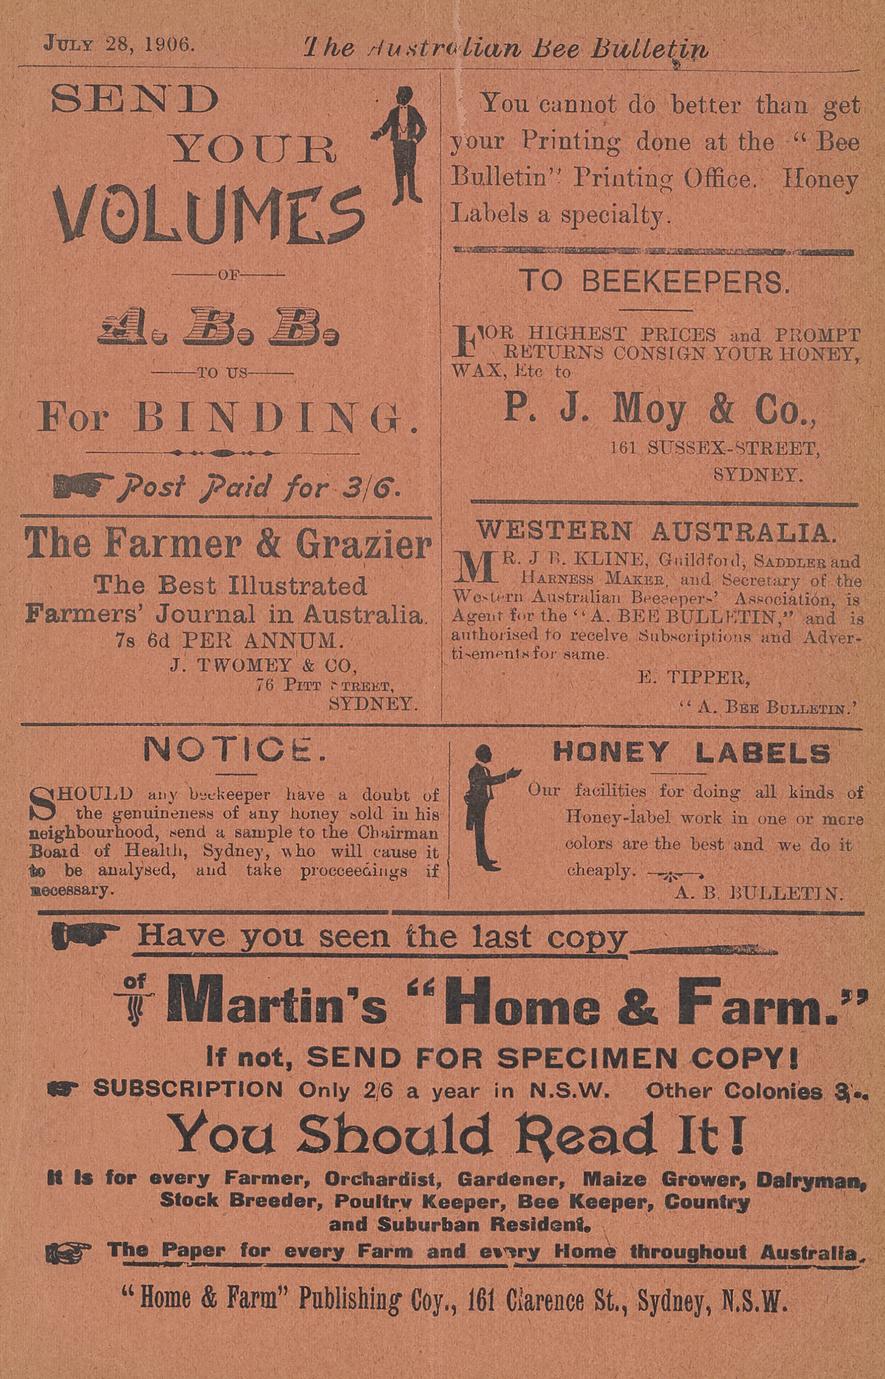 JULY 28, 1906. The Australian Bee Bulletin
SEND
YOUR
VOLUMES
OF
A. B. B.
TO US
For BINDING.
Post Paid for 3/6.
The Farmer & Grazier
The Best Illustrated
Farmers' Journal in Australia.
7s 6d PER ANNUM.
J. TWOMEY & CO,
76 PITT STREET,
SYDNEY.
You cannot do better than get
your Printing done at the “ Bee
Bulletin” Printing Office. Honey
Labels a specialty.
TO BEEKEEPERS.
FOR HIGHEST PRICES and PROMPT
RETURNS CONSIGN YOUR HONEY,
WAX, Etc to
P. J. Moy & Co.,
161 SUSSEX-STREET,
SYDNEY.
WESTERN AUSTRALIA.
MR. J B. KLINE, Guildford, SADDLER and
HARNESS MAKER, and Secretary of the
Western Australian Beeeepers' Association, is
Agent for the “ A. BEE BULLETIN,” and is
authorised to receive Subscriptions and Adver-
tisements for same.
E. TIPPER,
“ A. BEE BULLETIN.'
NOTICE.
SHOULD any beekeeper have a doubt of
the genuineness of any honey sold in his
neighbourhood, send a sample to the Chairman
Board of Health, Sydney, who will cause it
to be analysed, and take procceedings if
necessary.
HONEY LABELS
Our facilities for doing all kinds of
Honey-label work in one or more
colors are the best and we do it
cheaply.
A. B. BULLETIN.
Have you seen the last copy
of Martin's “Home & Farm.”
If not, SEND FOR SPECIMEN COPY!
SUBSCRIPTION Only 2/6 a year in N.S.W. Other Colonies 3/-.
You Should Read It!
It is for every Farmer, Orchardist, Gardener, Maize Grower, Dairyman,
Stock Breeder, Poultry Keeper, Bee Keeper, Country
and Suburban Resident.
The Paper for every Farm and every Home throughout Australia.
“Home & Farm” Publishing Coy., 161 Clarence St., Sydney, N.S.W.